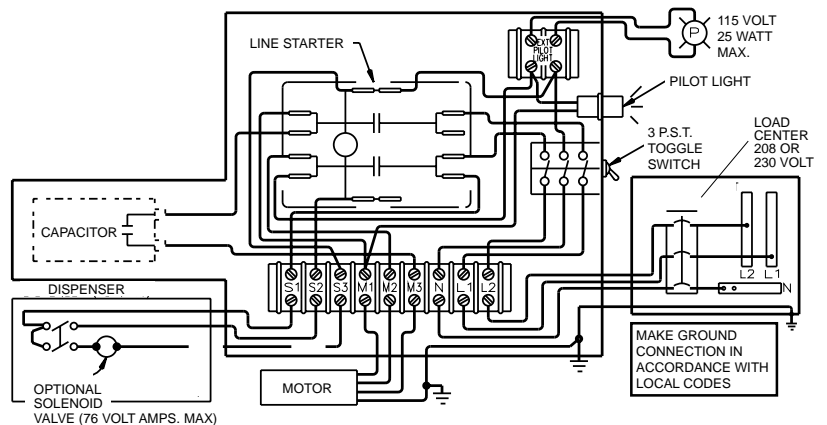 LINE STARTER
EXT
PILOT
LIGHT
P
115 VOLT
25 WATT
MAX.
PILOT LIGHT
3 P.S.T.
TOGGLE
SWITCH
LOAD
CENTER
208 OR
230 VOLT
CAPACITOR
S1 S2 S3 M1 M2 M3 N L1 L2
L2 L1
N
DISPENSER
OPTIONAL
SOLENOID
VALVE (76 VOLT AMPS. MAX)
MOTOR
MAKE GROUND
CONNECTION IN
ACCORDANCE WITH
LOCAL CODES